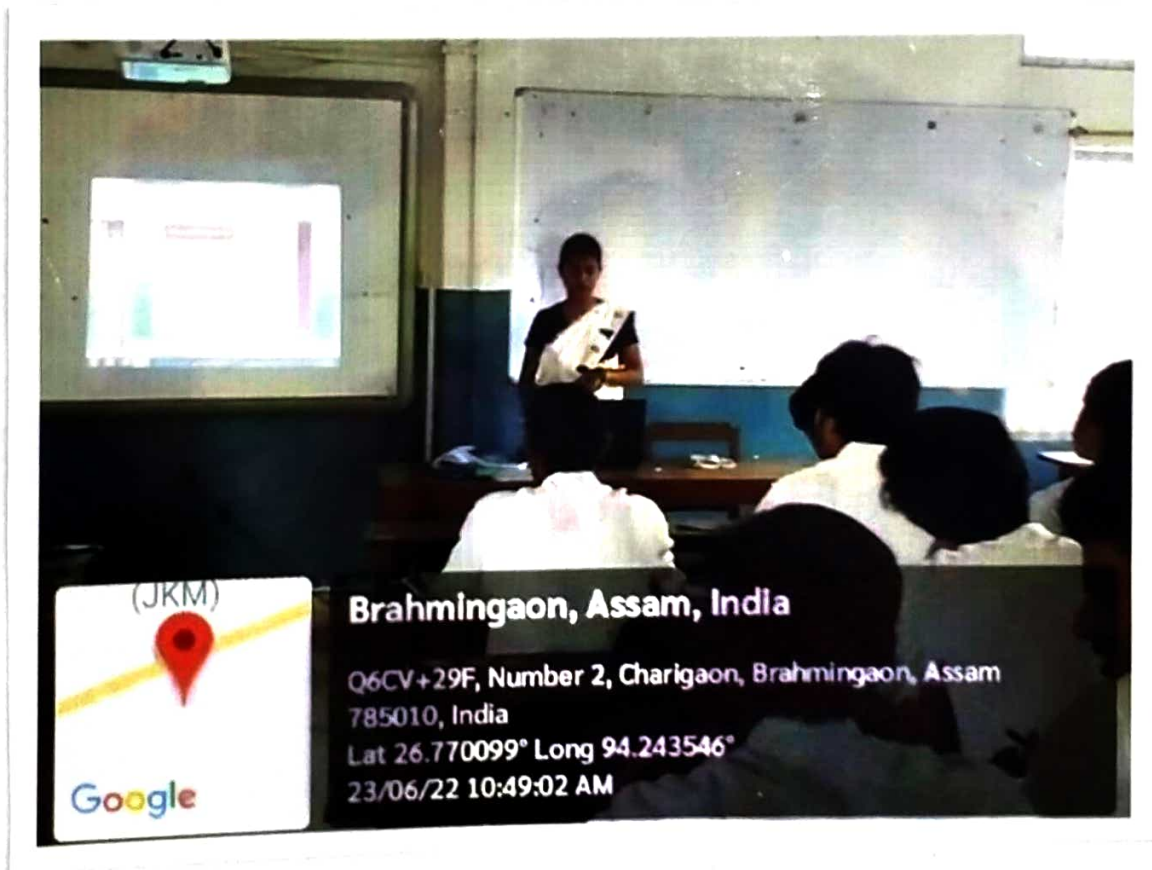 (JKM)
Google
Brahmingaon, Assam, India
Q6CV+29F, Number 2, Charigaon, Brahmingaon, Assam
785010, India
Lat 26.770099° Long 94.243546°
23/06/22 10:49:02 AM